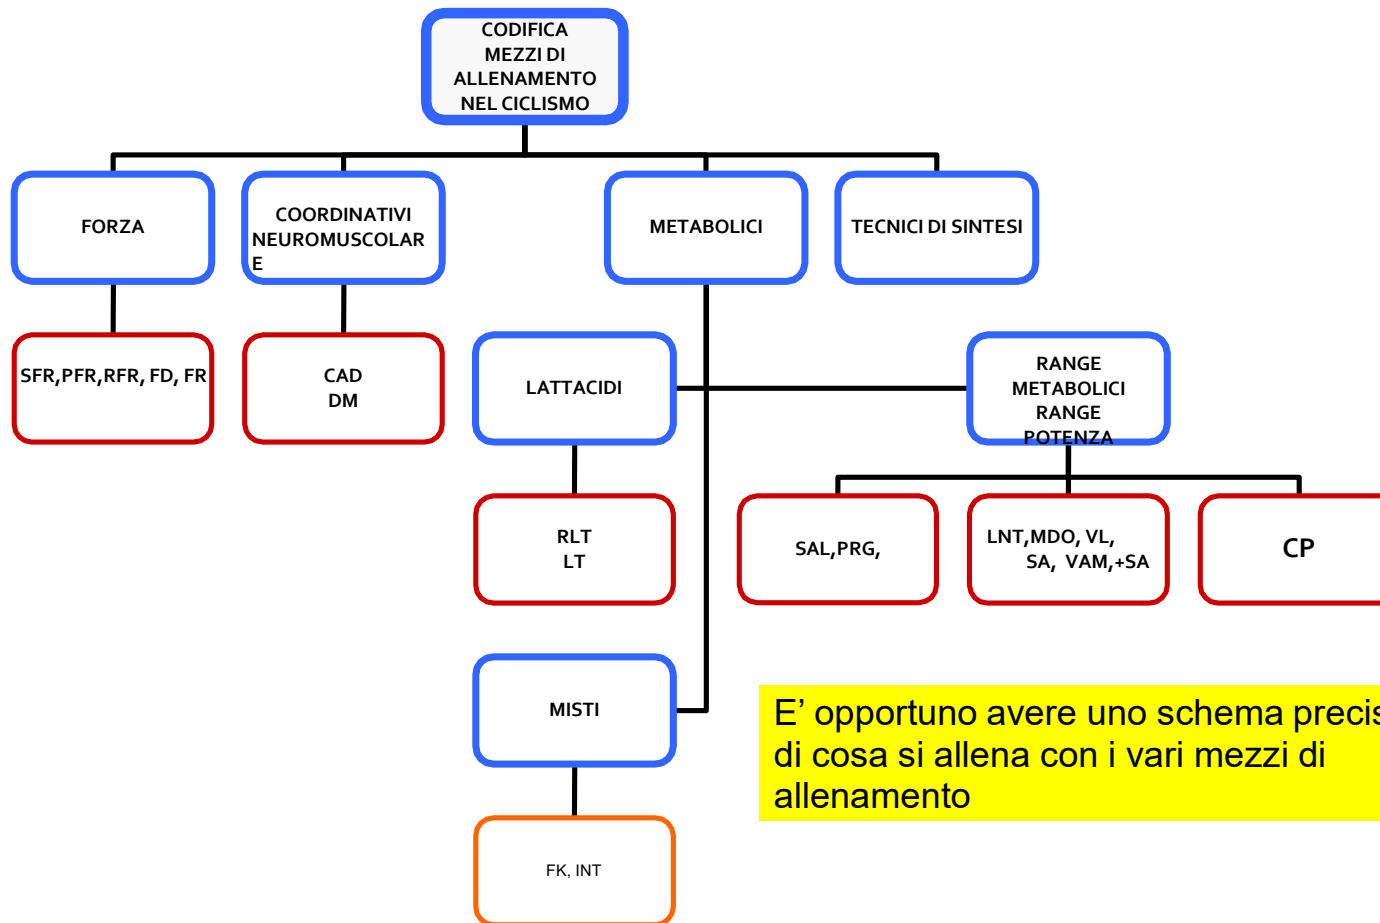 CODIFICA
MEZZI DI
ALLENAMENTO
NEL CICLISMO
FORZA
COORDINATIVI
NEUROMUSCOLAR
E
METABOLICI
TECNICI DI SINTESI
SFR,PFR,RFR, FD, FR
CAD
DM
LATTACIDI
RANGE
METABOLICI
RANGE
POTENZA
RLT
LT
SAL,PRG,
LNT,MDO, VL,
SA, VAM,+SA
CP
MISTI
E’ opportuno avere uno schema precis
di cosa si allena con i vari mezzi di
allenamento
FK, INT